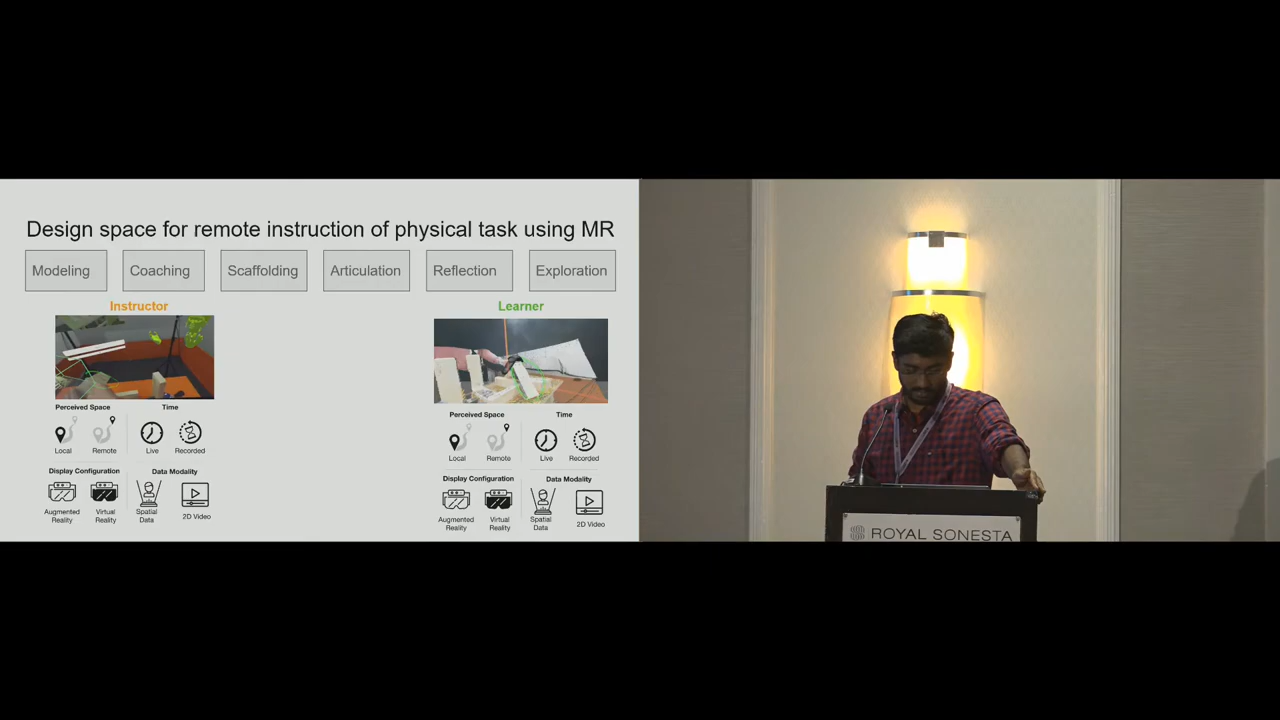 Design space for remote instruction of physical task using MR
Modeling
Coaching
Scaffolding
Articulation
Reflection
Exploration
Instructor
Perceived Space
Time
Local
Remote
Live
Recorded
Display Configuration
Data Modality
Augmented
Reality
Virtual
Reality
Spatial
Data
2D Video
Learner
Perceived Space
Time
Local
Remote
Live
Recorded
Display Configuration
Data Modality
Augmented
Reality
Virtual
Reality
Spatial
Data
2D Video
ROYAL SONESTA